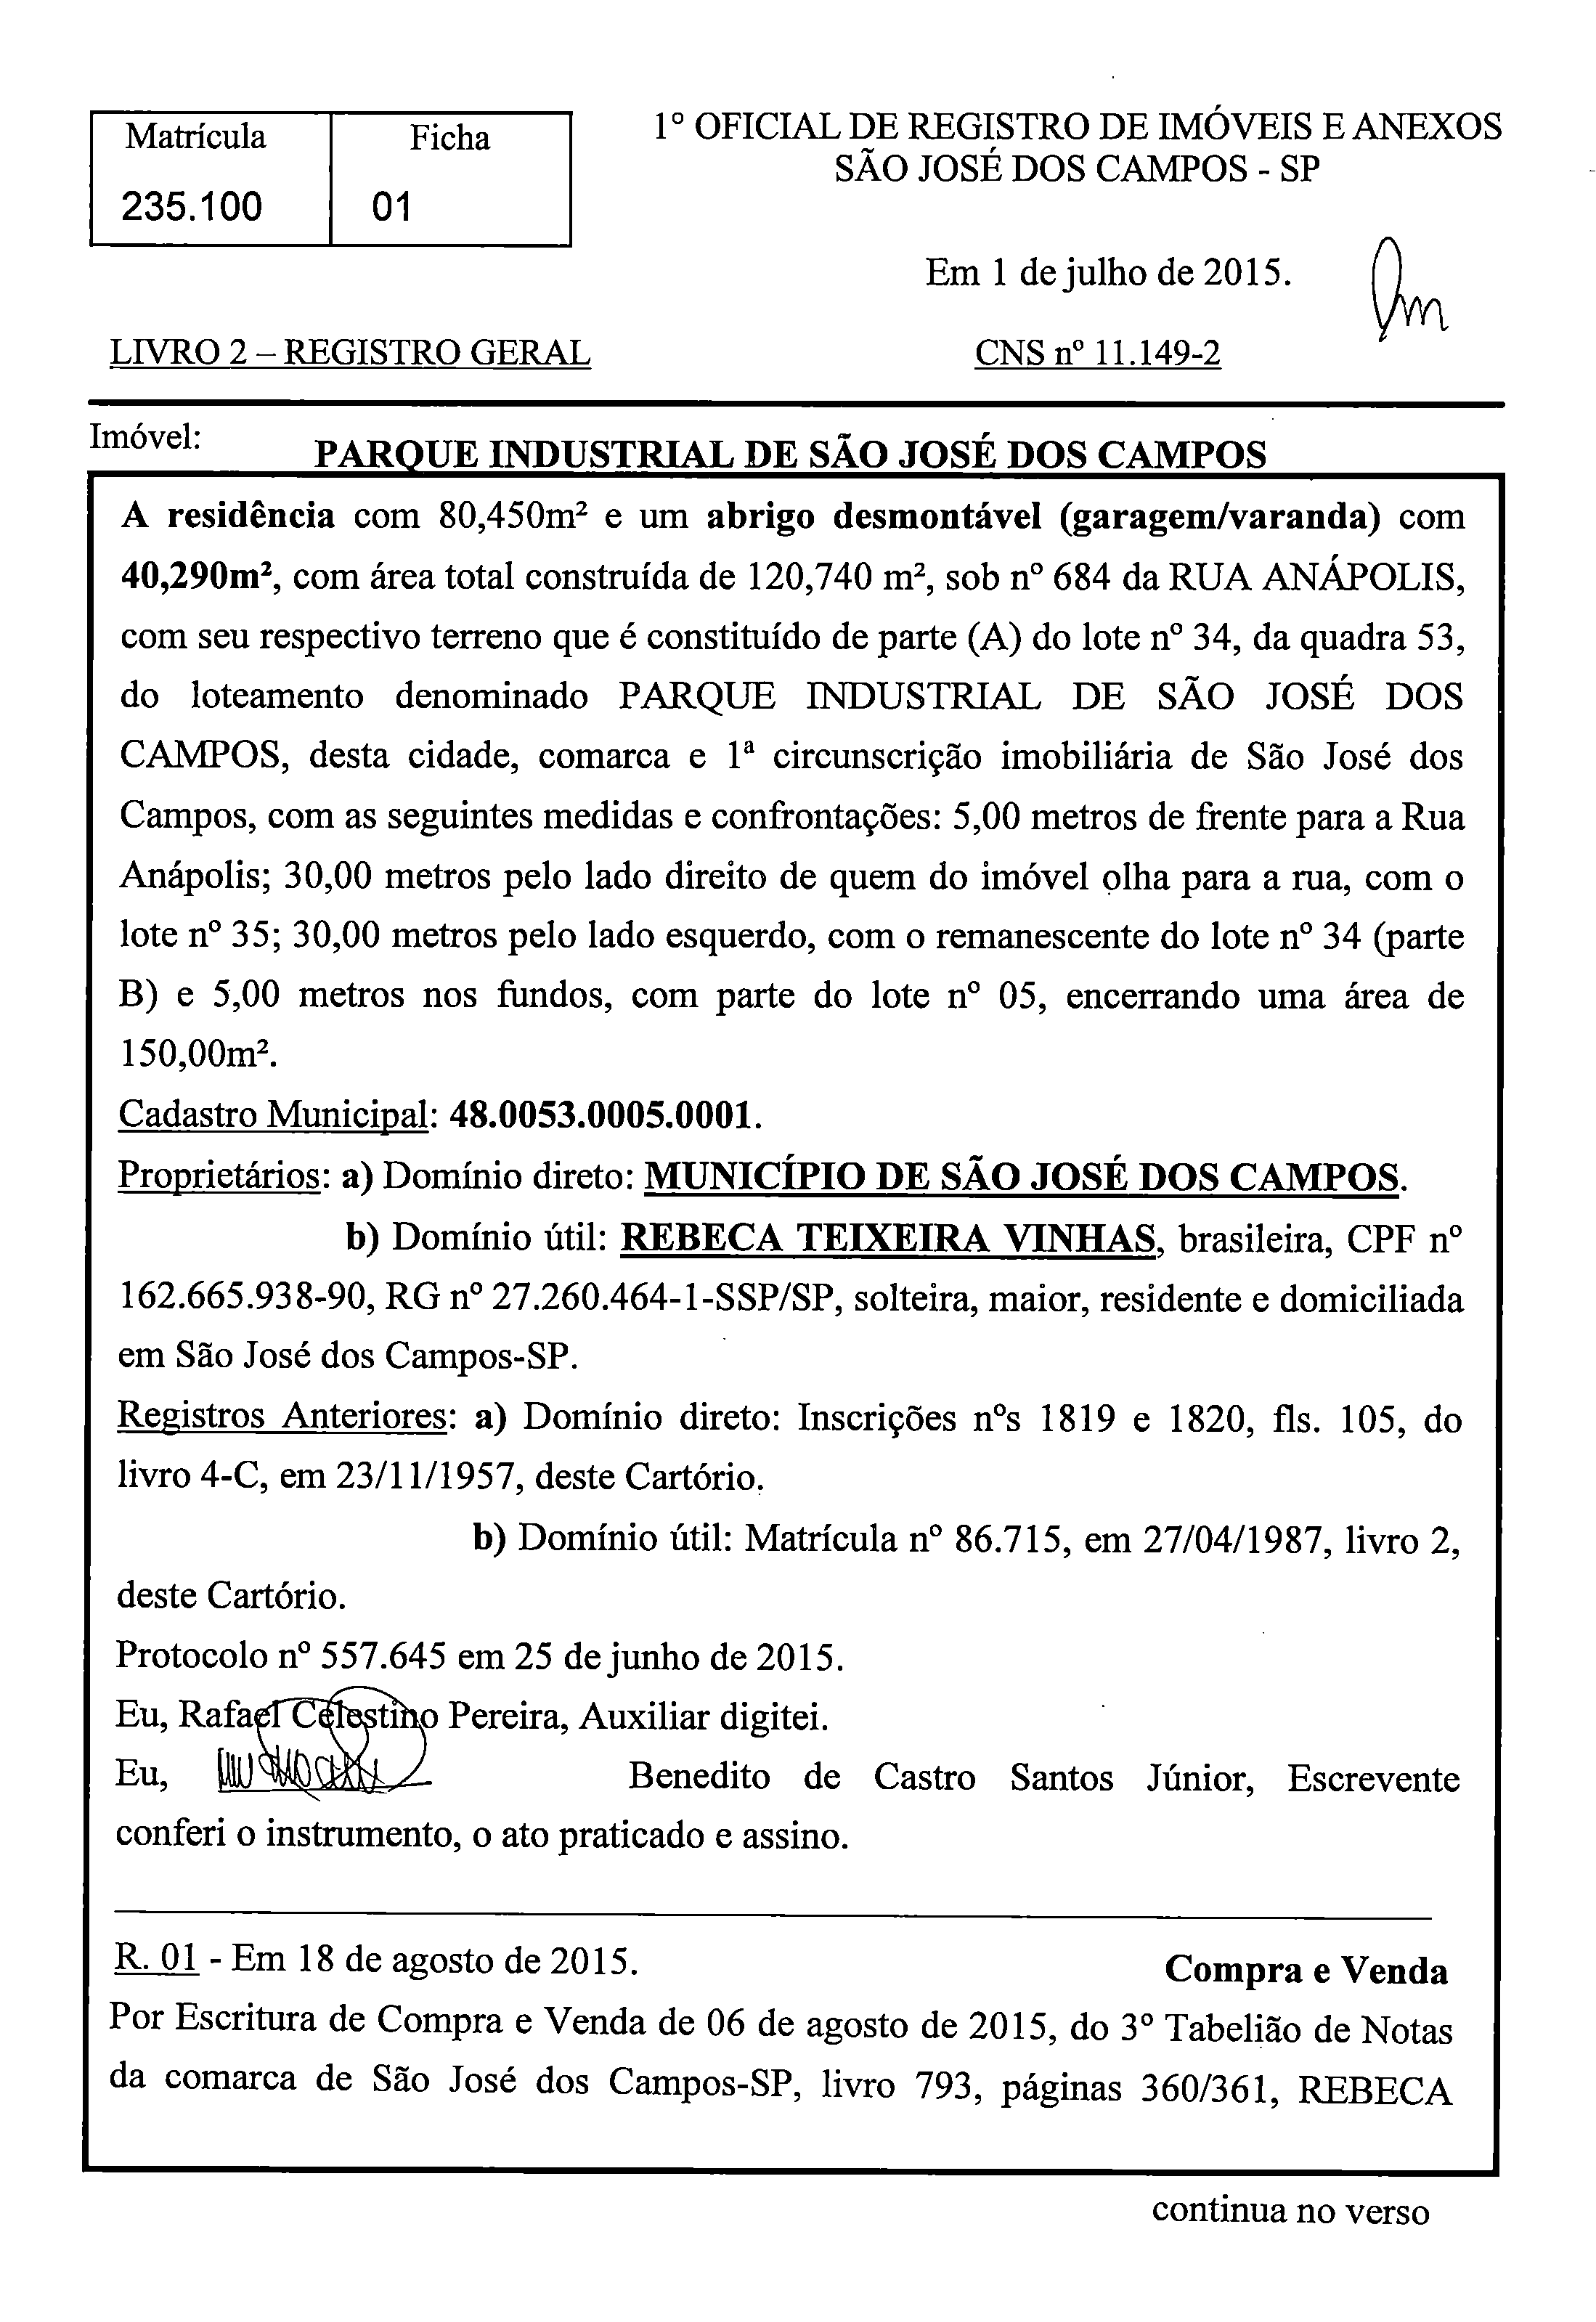 Matrícula
Ficha
235.100
01
1° OFICIAL DE REGISTRO DE IMÓVEIS E ANEXOS
SÃO JOSÉ DOS CAMPOS - SP
Em 1 de julho de 2015.
LIVRO 2 – REGISTRO GERAL
CNS nº 11.149-2
Imóvel:
PARQUE INDUSTRIAL DE SÃO JOSÉ DOS CAMPOS
A residência com 80,450m² e um abrigo desmontável (garagem/varanda) com
40,290m², com área total construída de 120,740 m², sob nº 684 da RUA ANÁPOLIS,
com seu respectivo terreno que é constituído de parte (A) do lote nº 34, da quadra 53,
do loteamento denominado PARQUE INDUSTRIAL DE SÃO JOSÉ DOS
CAMPOS, desta cidade, comarca e 1ª circunscrição imobiliária de São José dos
Campos, com as seguintes medidas e confrontações: 5,00 metros de frente para a Rua
Anápolis; 30,00 metros pelo lado direito de quem do imóvel olha para a rua, com o
lote nº 35; 30,00 metros pelo lado esquerdo, com o remanescente do lote nº 34 (parte
B) e 5,00 metros nos fundos, com parte do lote nº 05, encerrando uma área de
150,00m².
Cadastro Municipal: 48.0053.0005.0001.
Proprietários: a) Domínio direto: MUNICÍPIO DE SÃO JOSÉ DOS CAMPOS.
b) Domínio útil: REBECA TEIXEIRA VINHAS, brasileira, CPF nº
162.665.938-90, RG nº 27.260.464-1-SSP/SP, solteira, maior, residente e domiciliada
em São José dos Campos-SP.
Registros Anteriores: a) Domínio direto: Inscrições nºs 1819 e 1820, fls. 105, do
livro 4-C, em 23/11/1957, deste Cartório.
b) Domínio útil: Matrícula nº 86.715, em 27/04/1987, livro 2,
deste Cartório.
Protocolo nº 557.645 em 25 de junho de 2015.
Eu, Rafael Celestino Pereira, Auxiliar digitei.
Eu, Benedito de Castro Santos Júnior, Escrevente
conferi o instrumento, o ato praticado e assino.
R. 01 - Em 18 de agosto de 2015.
Compra e Venda
Por Escritura de Compra e Venda de 06 de agosto de 2015, do 3º Tabelião de Notas
da comarca de São José dos Campos-SP, livro 793, páginas 360/361, REBECA
continua no verso